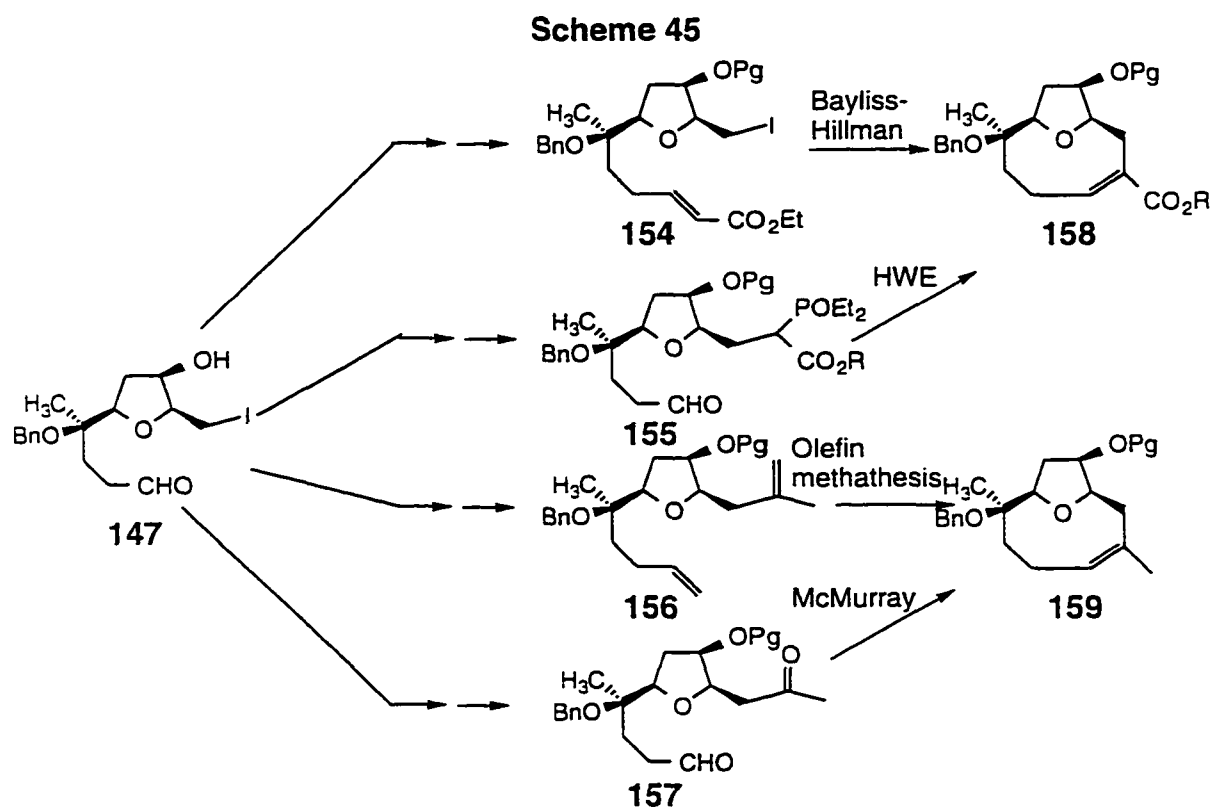 Scheme 45
OPg
H₃C
BnO
O
I
CO₂Et
154
Bayliss-
Hillman
OPg
H₃C
BnO
O
CO₂R
158
OPg
POEt₂
H₃C
BnO
O
CO₂R
CHO
155
HWE
OH
H₃C
BnO
O
I
CHO
147
OPg
H₃C
BnO
O
156
Olefin
methathesis
OPg
H₃C
BnO
O
159
OPg
O
H₃C
BnO
O
CHO
157
McMurray